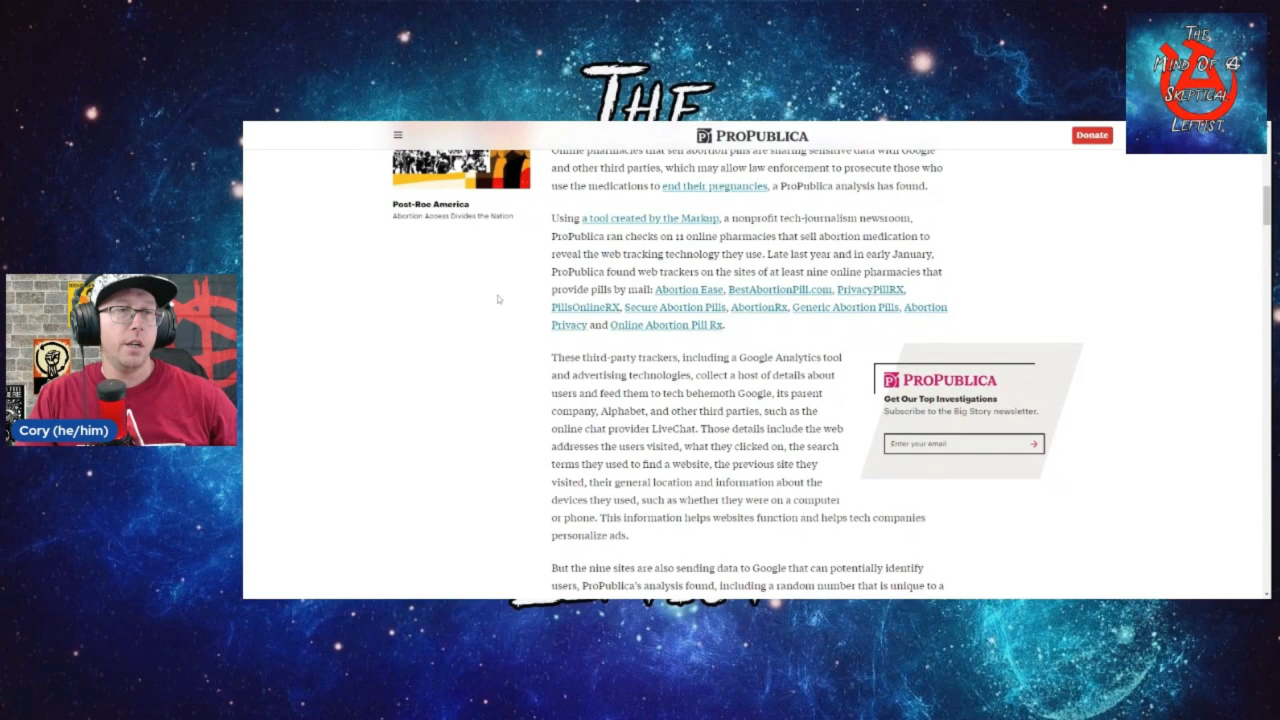 THE
THE
MIND OF A
SKEPTICAL
LEFTIST
PROPUBLICA
Donate
Online pharmacies that sell abortion pills are sharing sensitive data with Google
and other third parties, which may allow law enforcement to prosecute those who
use the medications to end their pregnancies, a ProPublica analysis has found.
Post-Roe America
Abortion Access Divides the Nation
Using a tool created by the Markup, a nonprofit tech-journalism newsroom,
ProPublica ran checks on 11 online pharmacies that sell abortion medication to
reveal the web tracking technology they use. Late last year and in early January,
ProPublica found web trackers on the sites of at least nine online pharmacies that
provide pills by mail: Abortion Ease, BestAbortionPill.com, PrivacyPillRX,
PillsOnlineRX, Secure Abortion Pills, AbortionRx, Generic Abortion Pills, Abortion
Privacy and Online Abortion Pill Rx.
These third-party trackers, including a Google Analytics tool
and advertising technologies, collect a host of details about
users and feed them to tech behemoth Google, its parent
company, Alphabet, and other third parties, such as the
online chat provider LiveChat. Those details include the web
addresses the users visited, what they clicked on, the search
terms they used to find a website, the previous site they
visited, their general location and information about the
devices they used, such as whether they were on a computer
or phone. This information helps websites function and helps tech companies
personalize ads.
PROPUBLICA
Get Our Top Investigations
Subscribe to the Big Story newsletter.
Enter your email
But the nine sites are also sending data to Google that can potentially identify
users, ProPublica's analysis found, including a random number that is unique to a
Cory (he/him)